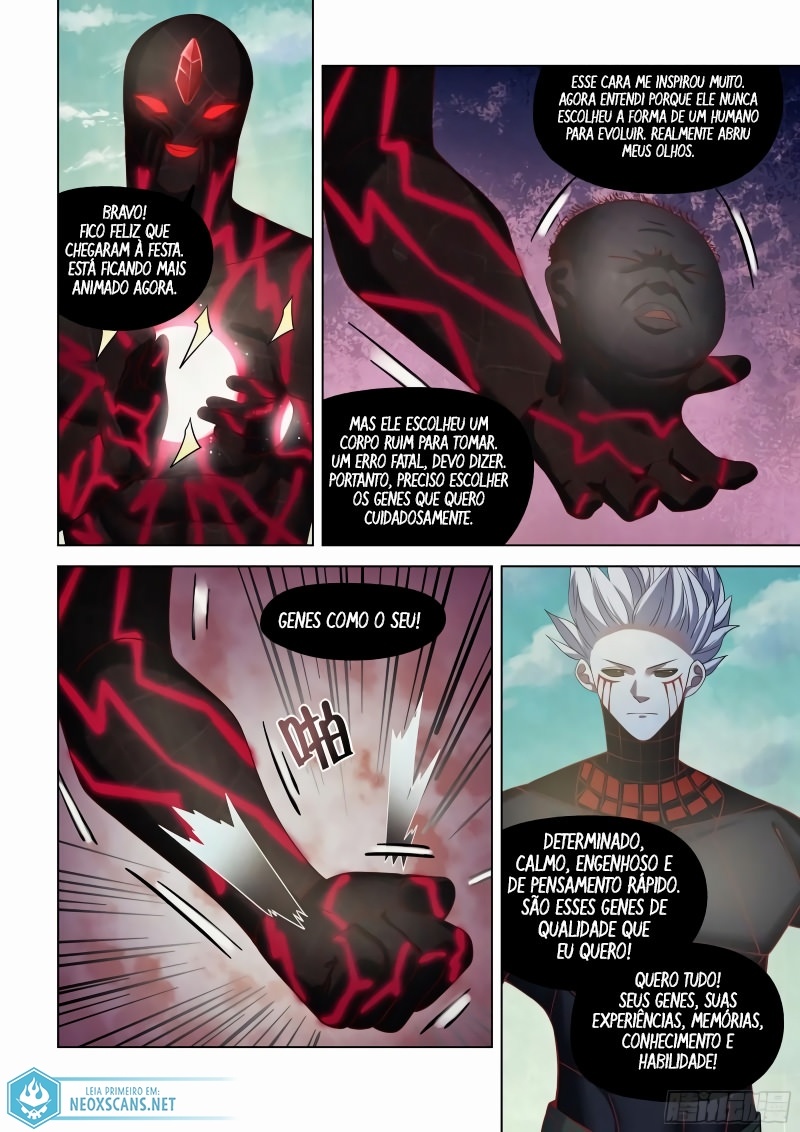 BRAVO!
FICO FELIZ QUE
CHEGARAM À FESTA.
ESTÁ FICANDO MAIS
ANIMADO AGORA.
ESSE CARA ME INSPIROU MUITO.
AGORA ENTENDI PORQUE ELE NUNCA
ESCOLHEU A FORMA DE UM HUMANO
PARA EVOLUIR. REALMENTE ABRIU
MEUS OLHOS.
MAS ELE ESCOLHEU UM
CORPO RUIM PARA TOMAR.
UM ERRO FATAL, DEVO DIZER.
PORTANTO, PRECISO ESCOLHER
OS GENES QUE QUERO
CUIDADOSAMENTE.
GENES COMO O SEU!
啪
DETERMINADO,
CALMO, ENGENHOSO E
DE PENSAMENTO RÁPIDO.
SÃO ESSES GENES DE
QUALIDADE QUE
EU QUERO!
QUERO TUDO!
SEUS GENES, SUAS
EXPERIÊNCIAS, MEMÓRIAS,
CONHECIMENTO E
HABILIDADE!
LEIA PRIMEIRO EM:
NEOXSCANS.NET
腾讯动漫